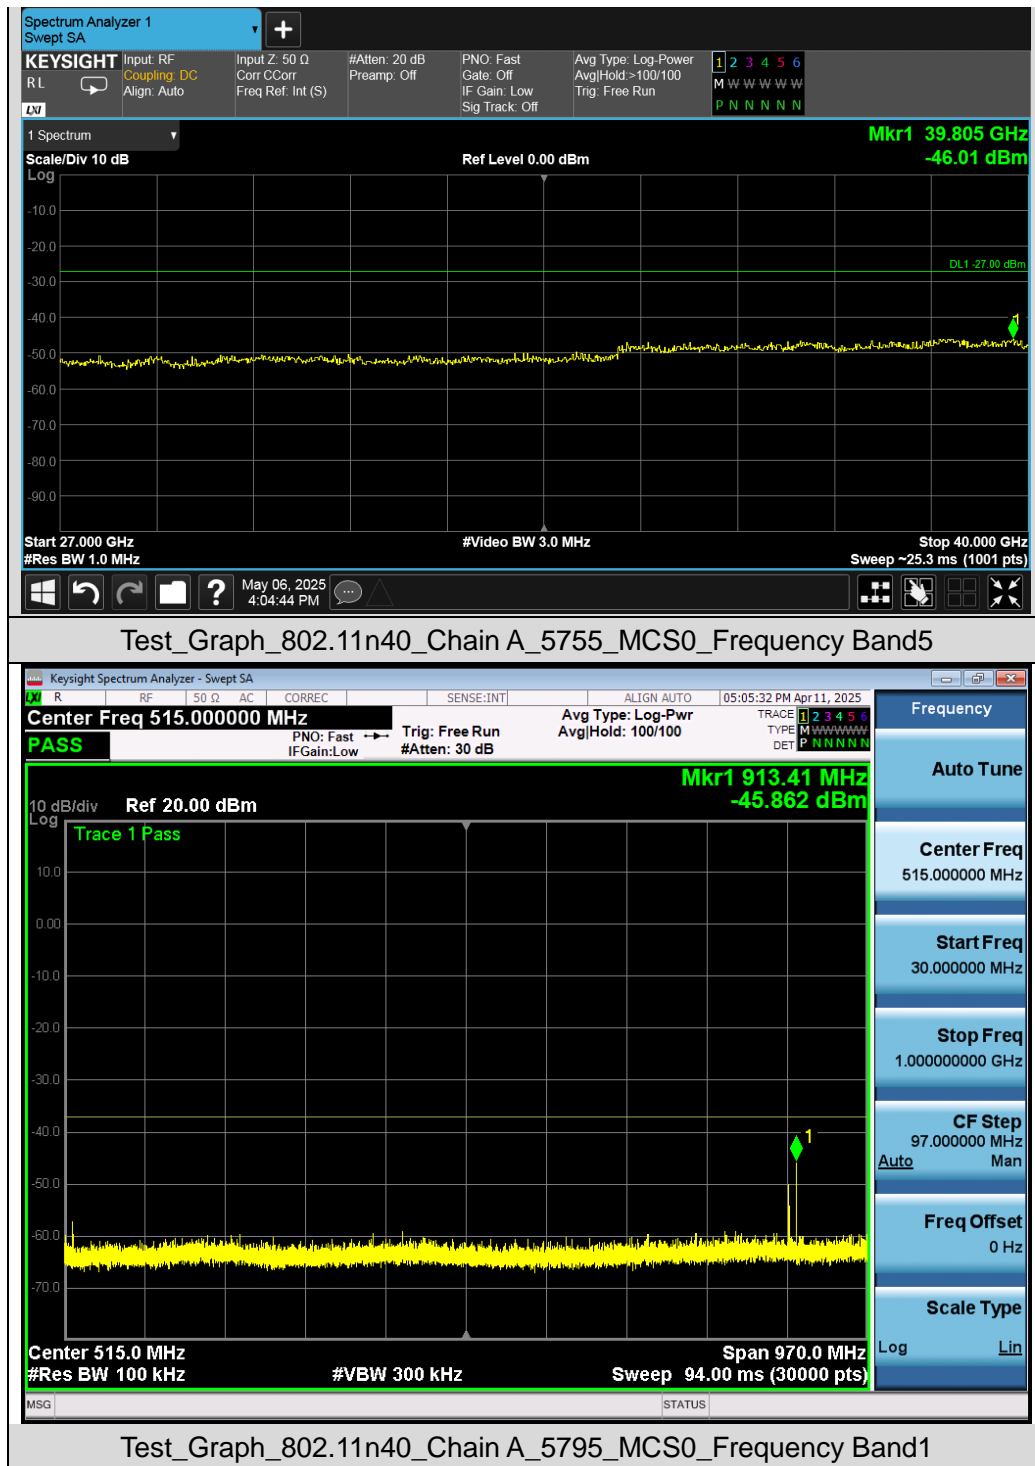 Spectrum Analyzer 1
Swept SA
KEYSIGHT
R L
LXI
Input: RF
Coupling: DC
Align: Auto
Input Z: 50 Ω
Corr CCorr
Freq Ref: Int (S)
#Atten: 20 dB
Preamp: Off
PNO: Fast
Gate: Off
IF Gain: Low
Sig Track: Off
Avg Type: Log-Power
Avg|Hold:>100/100
Trig: Free Run
1 2 3 4 5 6
M W W W W W
P N N N N N
1 Spectrum
Mkr1 39.805 GHz
-46.01 dBm
Scale/Div 10 dB
Ref Level 0.00 dBm
Log
-10.0
-20.0
DL1 -27.00 dBm
-30.0
1
-40.0
-50.0
-60.0
-70.0
-80.0
-90.0
Start 27.000 GHz
#Video BW 3.0 MHz
Stop 40.000 GHz
#Res BW 1.0 MHz
Sweep ~25.3 ms (1001 pts)
May 06, 2025
4:04:44 PM
Test_Graph_802.11n40_Chain A_5755_MCS0_Frequency Band5
Keysight Spectrum Analyzer - Swept SA
LXI R RF 50 Ω AC CORREC SENSE:INT ALIGN AUTO 05:05:32 PM Apr 11, 2025
Center Freq 515.000000 MHz
PASS
PNO: Fast
IFGain:Low
Trig: Free Run
#Atten: 30 dB
Avg Type: Log-Pwr
Avg|Hold: 100/100
TRACE 1 2 3 4 5 6
TYPE M W W W W W
DET P N N N N N
Mkr1 913.41 MHz
-45.862 dBm
10 dB/div
Log
Ref 20.00 dBm
Trace 1 Pass
10.0
0.00
-10.0
-20.0
-30.0
-40.0
1
-50.0
-60.0
-70.0
Center 515.0 MHz
Span 970.0 MHz
#Res BW 100 kHz
#VBW 300 kHz
Sweep 94.00 ms (30000 pts)
MSG
STATUS
Frequency
Auto Tune
Center Freq
515.000000 MHz
Start Freq
30.000000 MHz
Stop Freq
1.000000000 GHz
CF Step
97.000000 MHz
Auto Man
Freq Offset
0 Hz
Scale Type
Log Lin
Test_Graph_802.11n40_Chain A_5795_MCS0_Frequency Band1